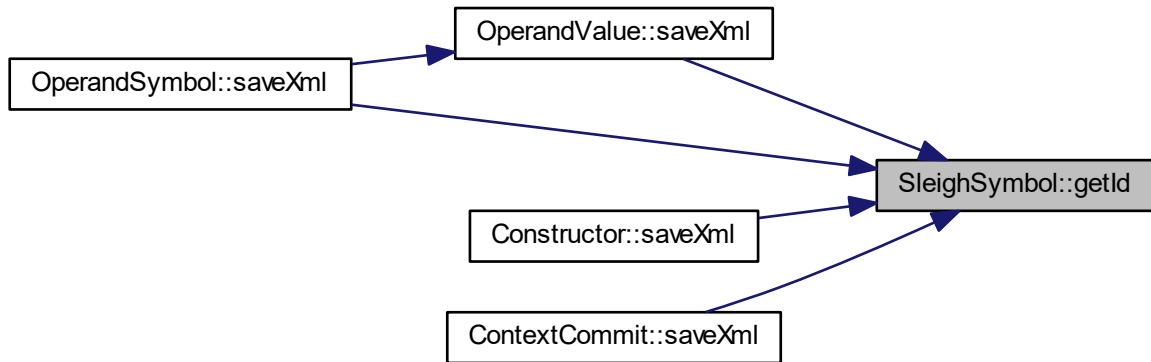 OperandValue::saveXml
OperandSymbol::saveXml
SleighSymbol::getId
Constructor::saveXml
ContextCommit::saveXml